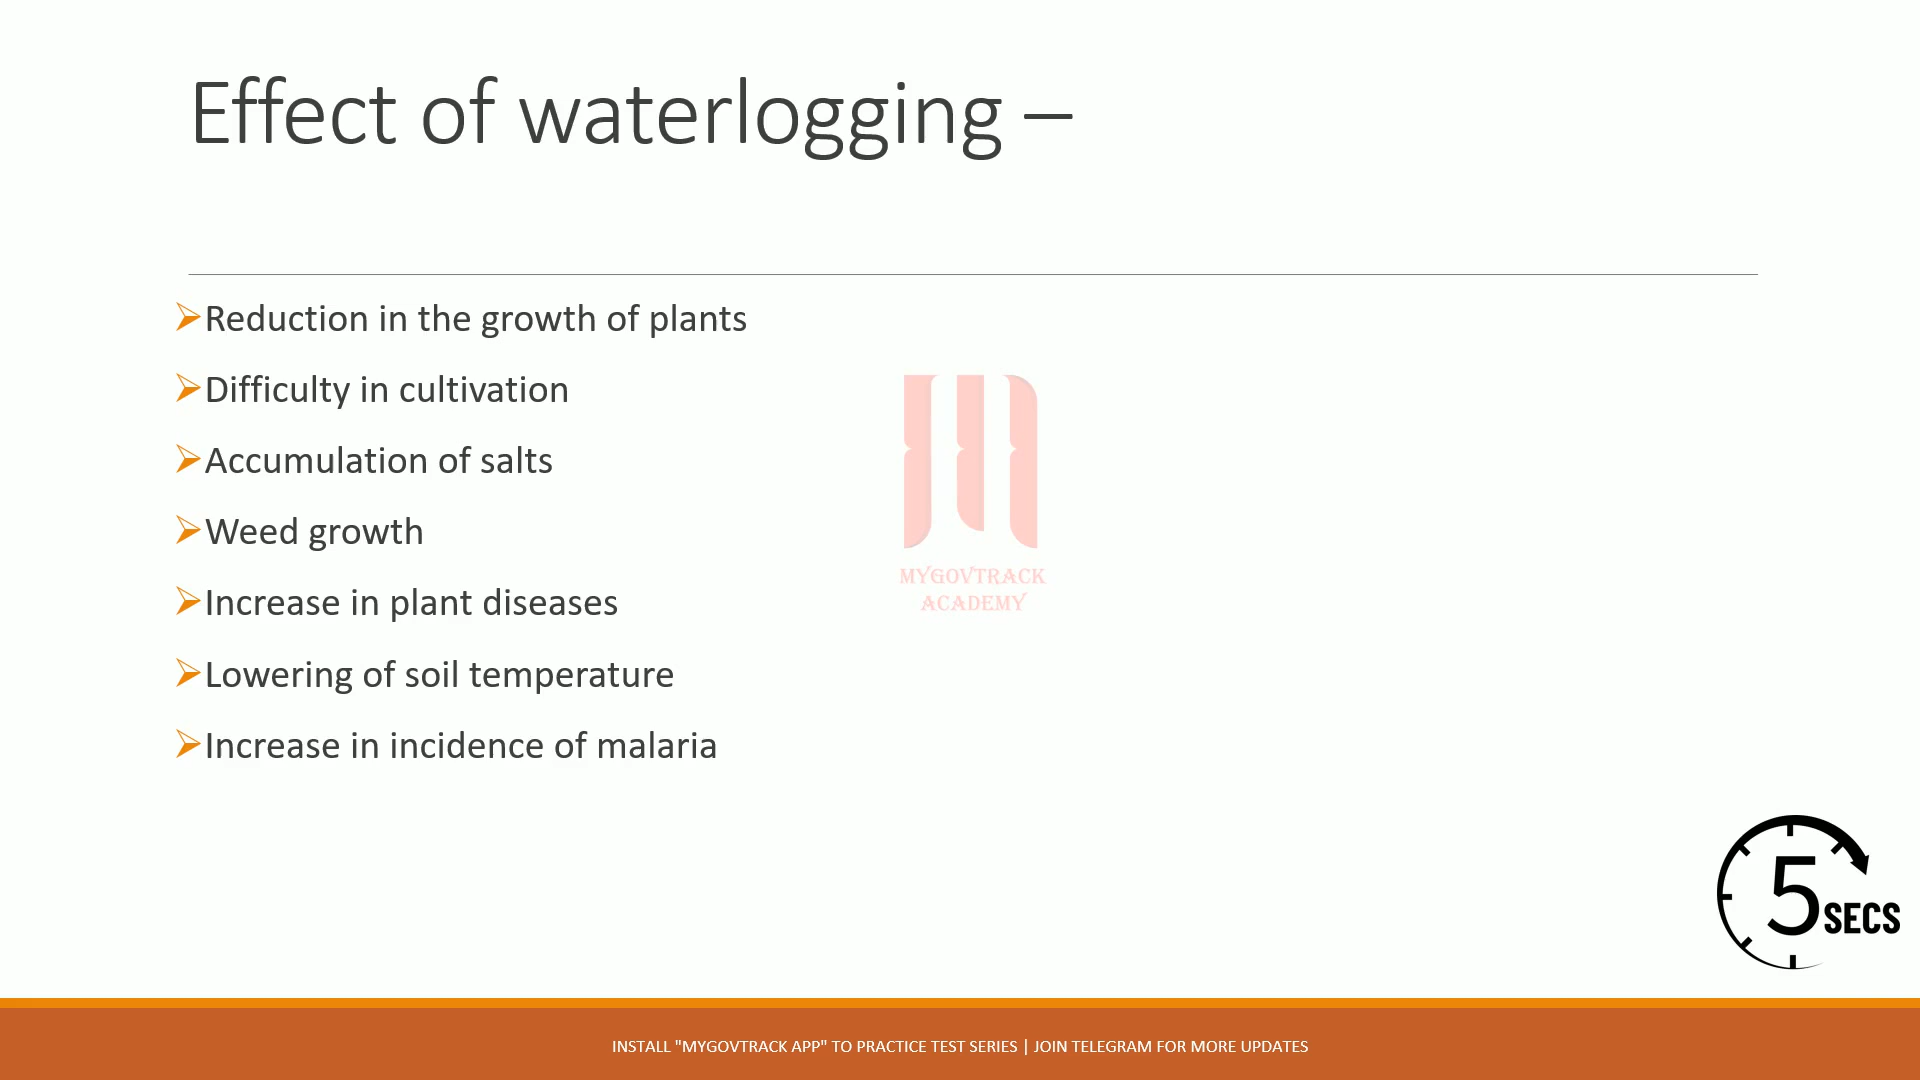 Effect of waterlogging –
Reduction in the growth of plants
Difficulty in cultivation
Accumulation of salts
Weed growth
Increase in plant diseases
Lowering of soil temperature
Increase in incidence of malaria
MYGOVTRACK
ACADEMY
5 SECS
INSTALL "MYGOVTRACK APP" TO PRACTICE TEST SERIES | JOIN TELEGRAM FOR MORE UPDATES